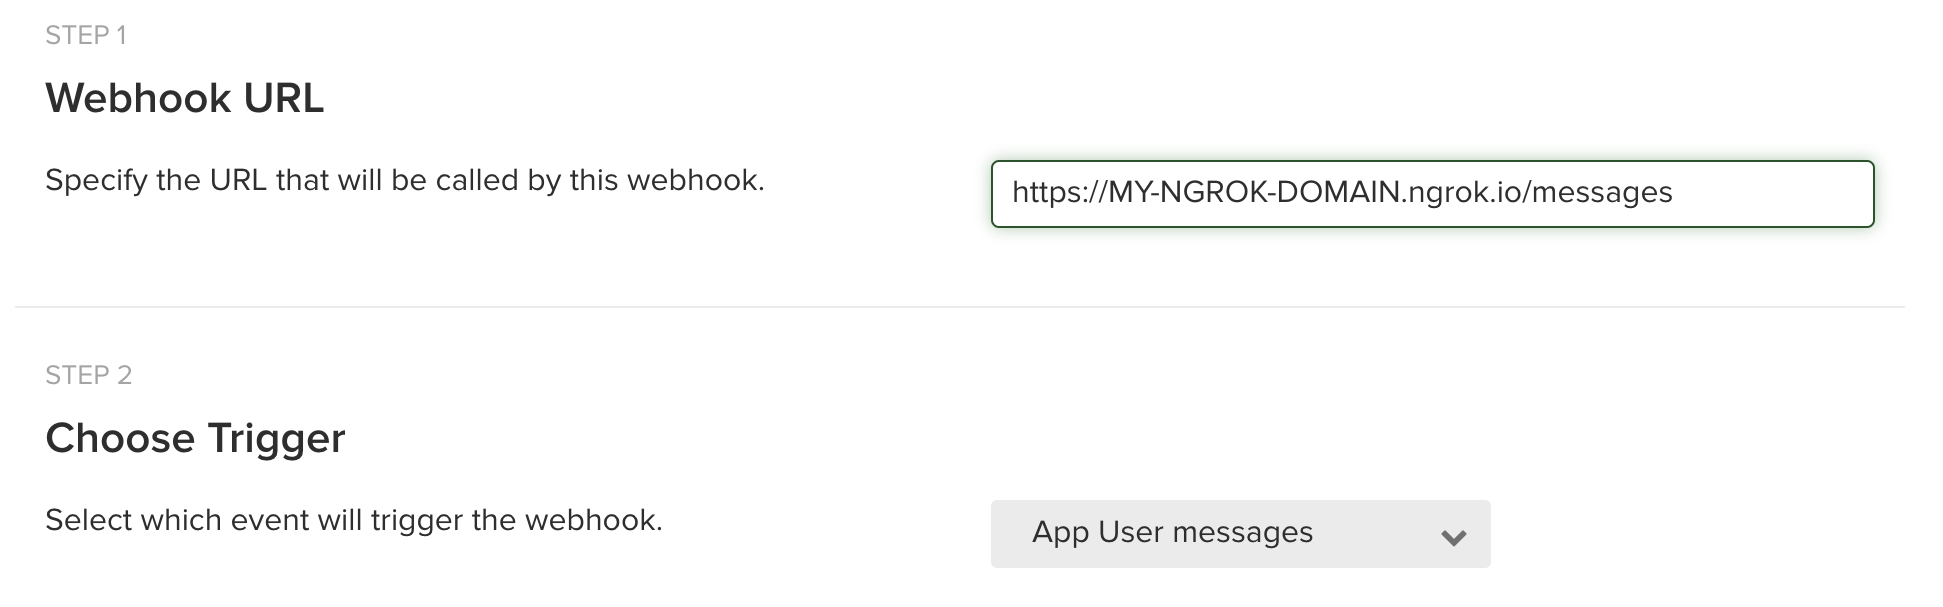 STEP 1
Webhook URL
Specify the URL that will be called by this webhook.
https://MY-NGROK-DOMAIN.ngrok.io/messages
STEP 2
Choose Trigger
Select which event will trigger the webhook.
App User messages